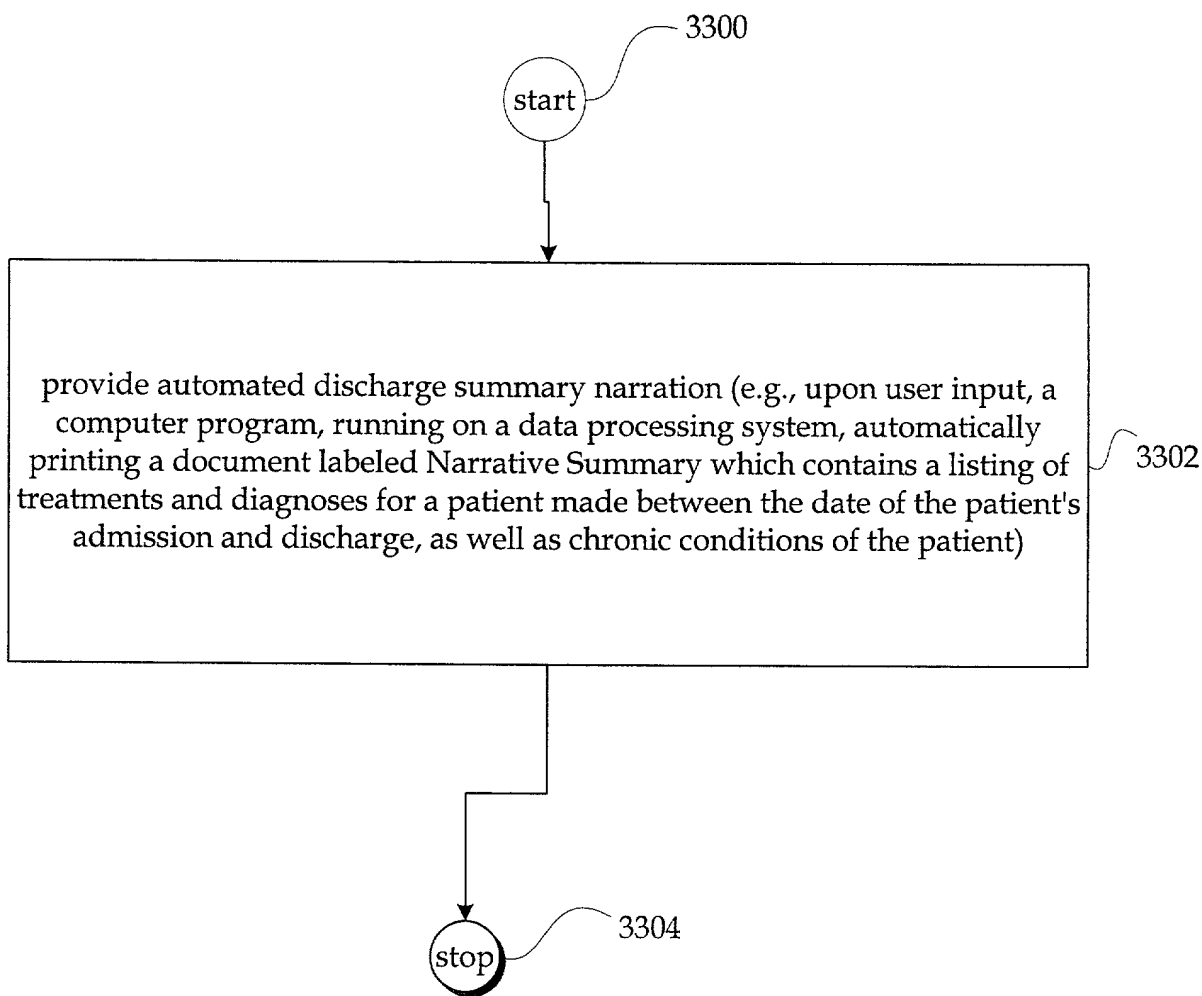 3300
start
provide automated discharge summary narration (e.g., upon user input, a
computer program, running on a data processing system, automatically
printing a document labeled Narrative Summary which contains a listing of
treatments and diagnoses for a patient made between the date of the patient's
admission and discharge, as well as chronic conditions of the patient)
3302
3304
stop